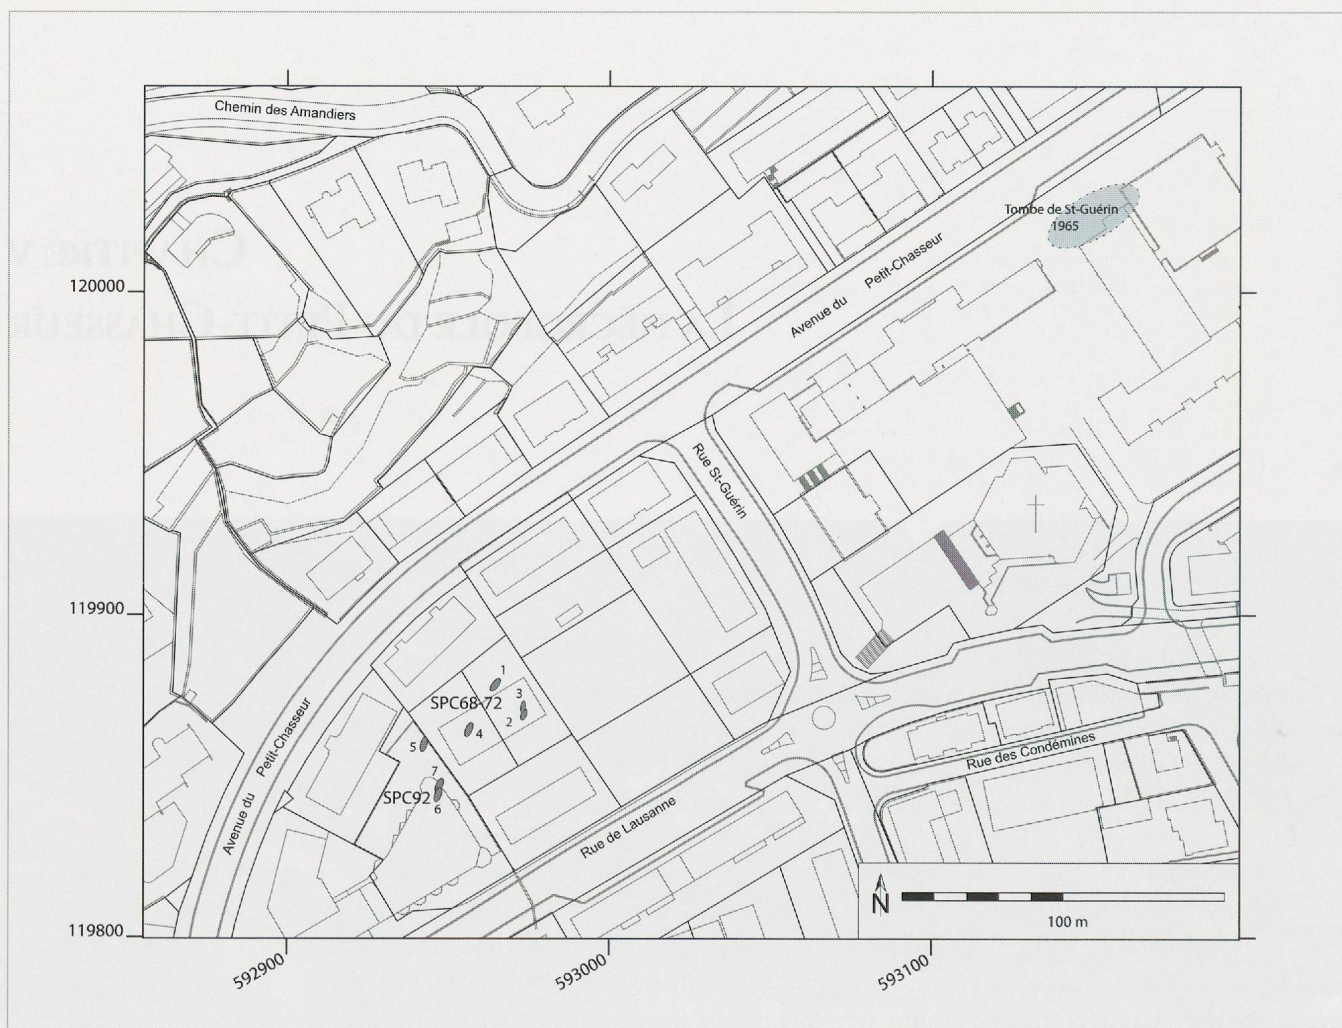 Chemin des Amandiers
Tombe de St-Guérin
1965
Avenue du Petit-Chasseur
120000
Rue St-Guérin
119900
1
SPC68-72
3
2
4
5
Avenue du Petit-Chasseur
7
SPC92
6
Rue des Condémines
Rue de Lausanne
N
100 m
119800
592900
593000
593100
CHAPITRE V